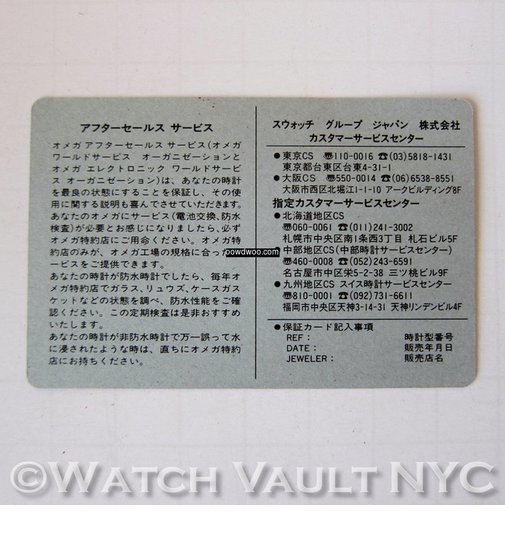 アフターセールス サービス
オメガ アフターセールス サービス(オメガ
ワールドサービス オーガニゼーションと
オメガ エレクトロニック ワールドサービ
ス オーガニゼーション)は、あなたの時計
を最良の状態にすることを保証し、その使
用に関する説明も喜んでさせていただきます。
あなたのオメガにサービス(電池交換、防水
検査)が必要とお感じになりましたら、必ず
オメガ特約店にご用命ください。オメガ特
約店のみが、オメガ工場の規格に合った
ービスをご提供できます。
あなたの時計が防水時計でしたら、毎年オ
メガ特約店でガラス、リュウズ、ケースガス
ケットなどの状態を調べ、防水性能をご確
認ください。この定期検査は是非おすすめ
いたします。
あなたの時計が非防水時計で万一誤って水
に浸されたような時は、直ちにオメガ特約
店にお持ちください。
スウォッチ グループ ジャパン 株式会社
カスタマーサービスセンター
●東京CS 〠110-0016 ☎(03)5818-1431
東京都台東区台東4-31-1
●大阪CS 〠550-0014 ☎(06)6538-8551
大阪市西区北堀江1-1-10 アークビルディング8F
指定カスタマーサービスセンター
●北海道地区CS
〠060-0061 ☎(011)241-3002
札幌市中央区南1条西3丁目 札石ビル5F
中部地区CS(中部時計サービスセンター)
〠460-0008 ☎(052)243-6591
名古屋市中区栄5-2-38 三ツ桃ビル9F
●九州地区CS スイス時計サービスセンター
〠810-0001 ☎(092)731-6611
福岡市中央区天神3-14-31 天神リンデンビル4F
●保証カード記入事項
REF: 時計型番号
DATE: 販売年月日
JEWELER: 販売店名
powdwoo.com
©WATCH VAULT NYC